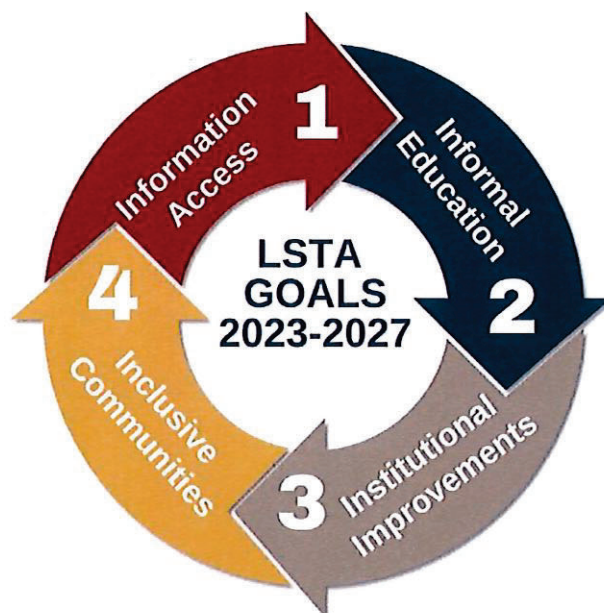 LSTA
GOALS
2023-2027
1
Information
Access
2
Informal
Education
3
Institutional
Improvements
4
Inclusive
Communities